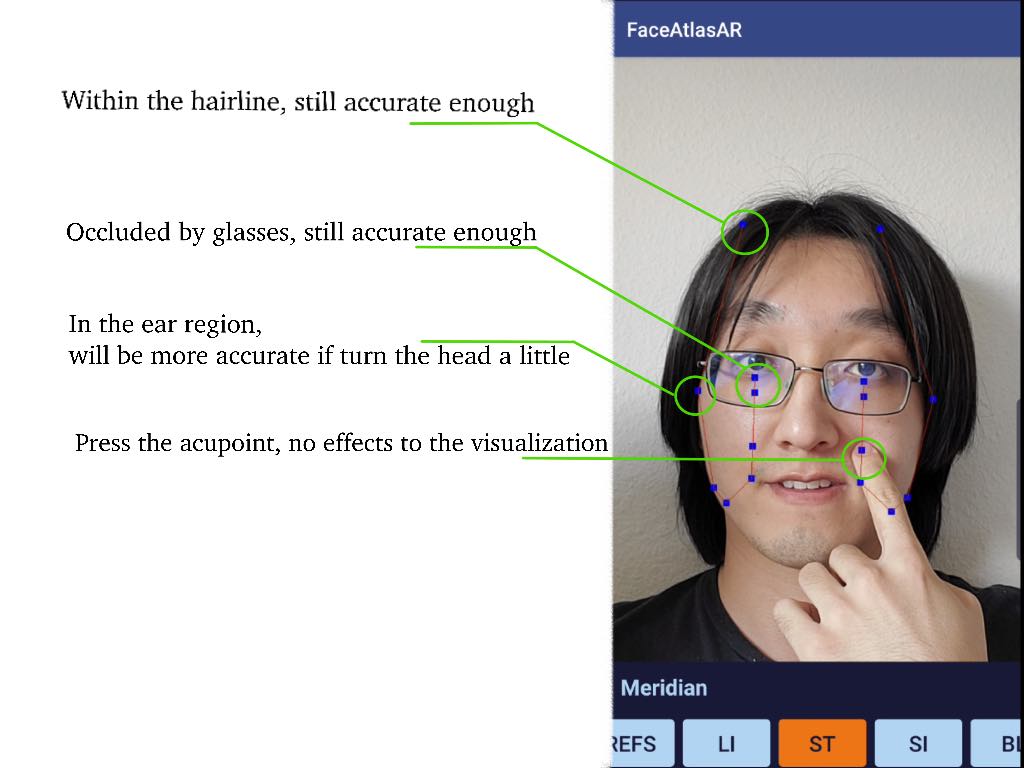 FaceAtlasAR
Within the hairline, still accurate enough
Occluded by glasses, still accurate enough
In the ear region,
will be more accurate if turn the head a little
Press the acupoint, no effects to the visualization
Meridian
REFS LI ST SI BL